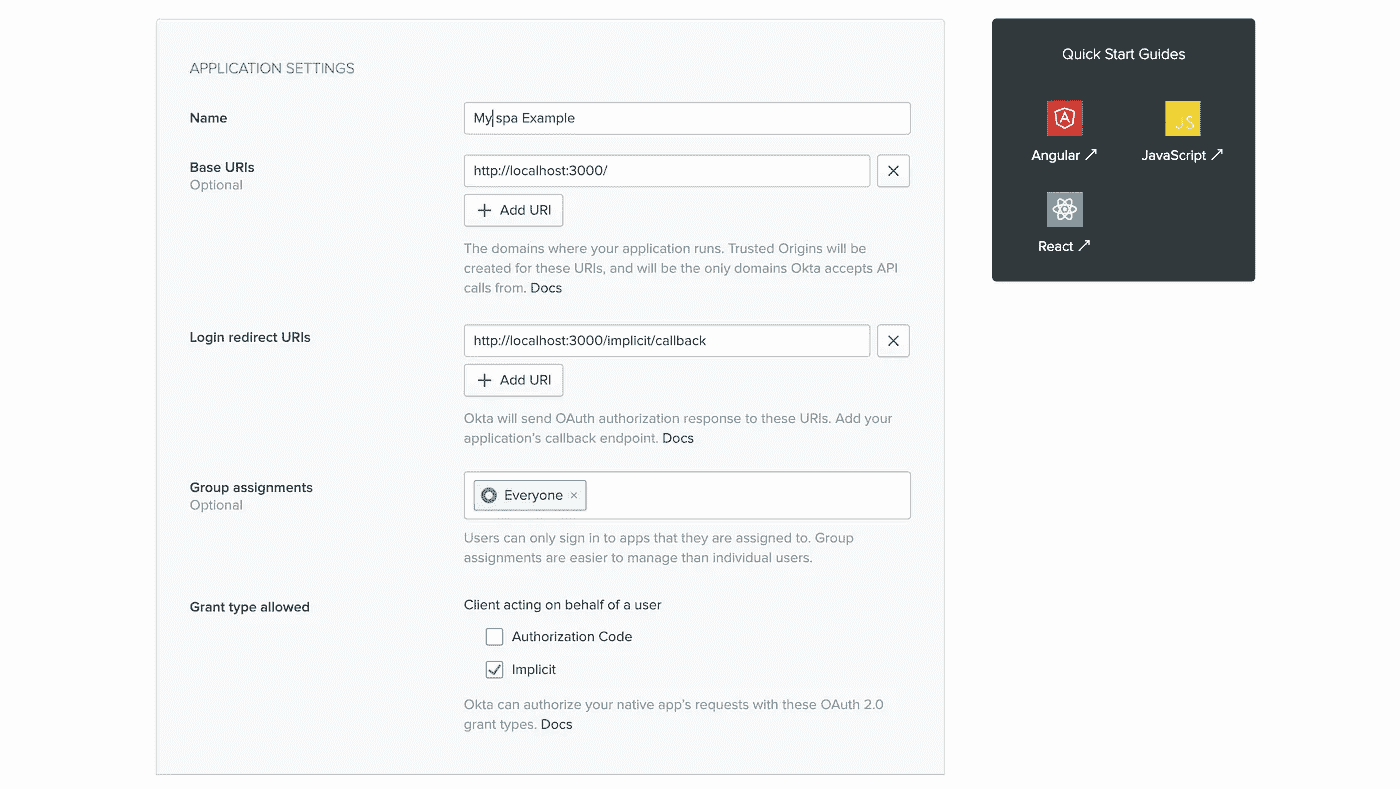 APPLICATION SETTINGS
Name
My spa Example
Base URIs
Optional
http://localhost:3000/
Add URI
The domains where your application runs. Trusted Origins will be
created for these URIs, and will be the only domains Okta accepts API
calls from. Docs
Login redirect URIs
http://localhost:3000/implicit/callback
Add URI
Okta will send OAuth authorization response to these URIs. Add your
application's callback endpoint. Docs
Group assignments
Optional
Everyone ×
Users can only sign in to apps that they are assigned to. Group
assignments are easier to manage than individual users.
Grant type allowed
Client acting on behalf of a user
Authorization Code
Implicit
Okta can authorize your native app's requests with these OAuth 2.0
grant types. Docs
Quick Start Guides
A
JS
Angular ↗
JavaScript ↗
React ↗